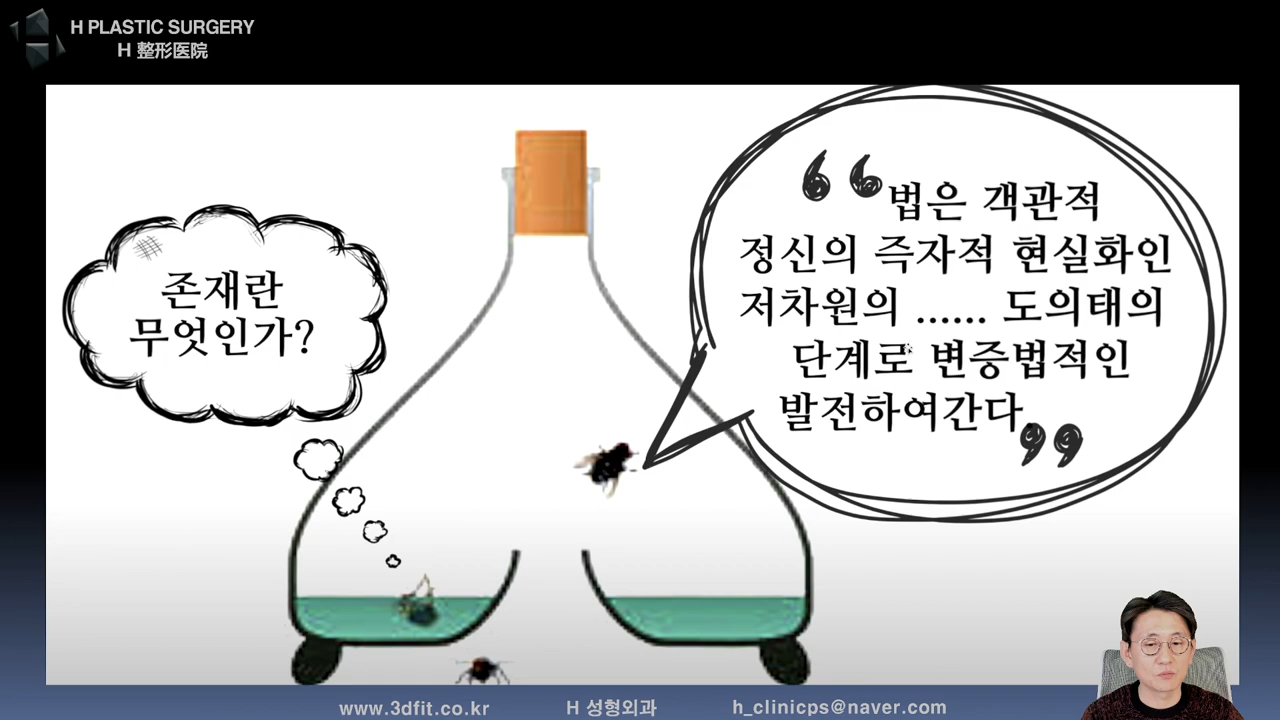 H PLASTIC SURGERY
H 整形医院
존재란
무엇인가?
“법은 객관적
정신의 즉자적 현실화인
저차원의 ...... 도의태의
단계로 변증법적인
발전하여간다.”
www.3dfit.co.kr
H 성형외과
h_clinicps@naver.com